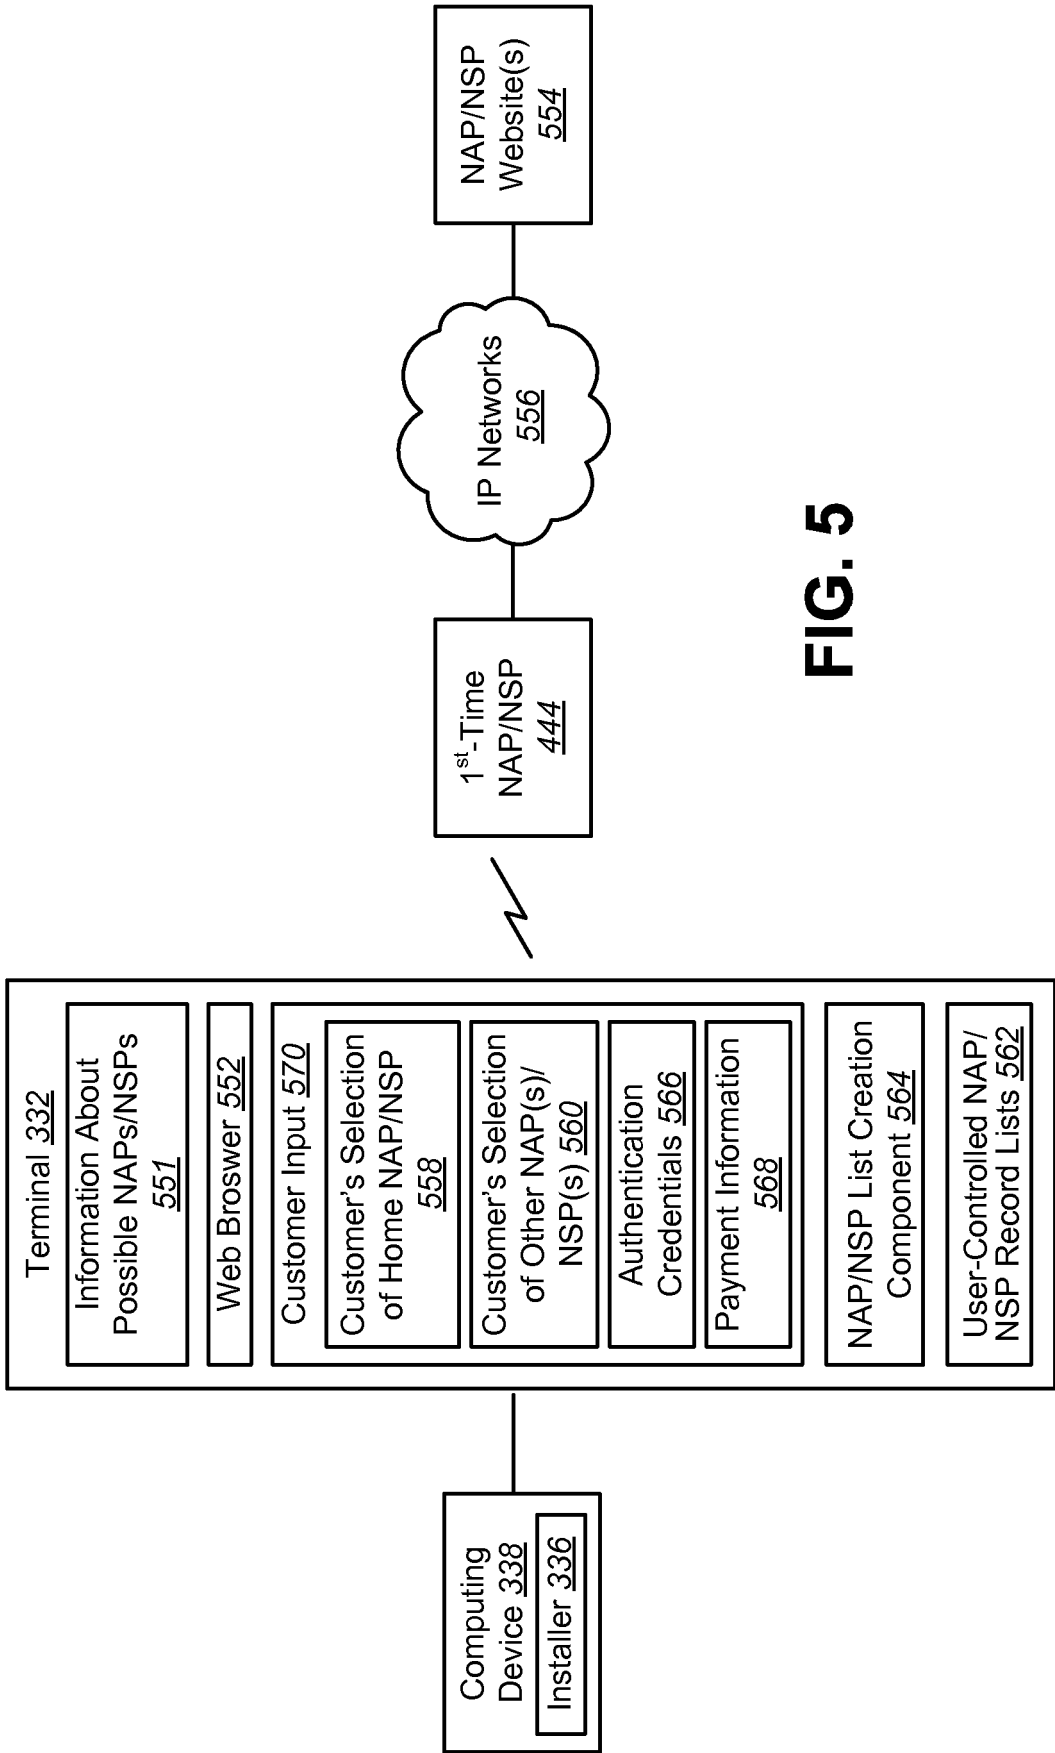 Computing
Device 338
Installer 336
Terminal 332
Information About
Possible NAPs/NSPs
551
Web Broswer 552
Customer Input 570
Customer's Selection
of Home NAP/NSP
558
Customer's Selection
of Other NAP(s)/
NSP(s) 560
Authentication
Credentials 566
Payment Information
568
NAP/NSP List Creation
Component 564
User-Controlled NAP/
NSP Record Lists 562
1st-Time
NAP/NSP
444
IP Networks
556
NAP/NSP
Website(s)
554
FIG. 5